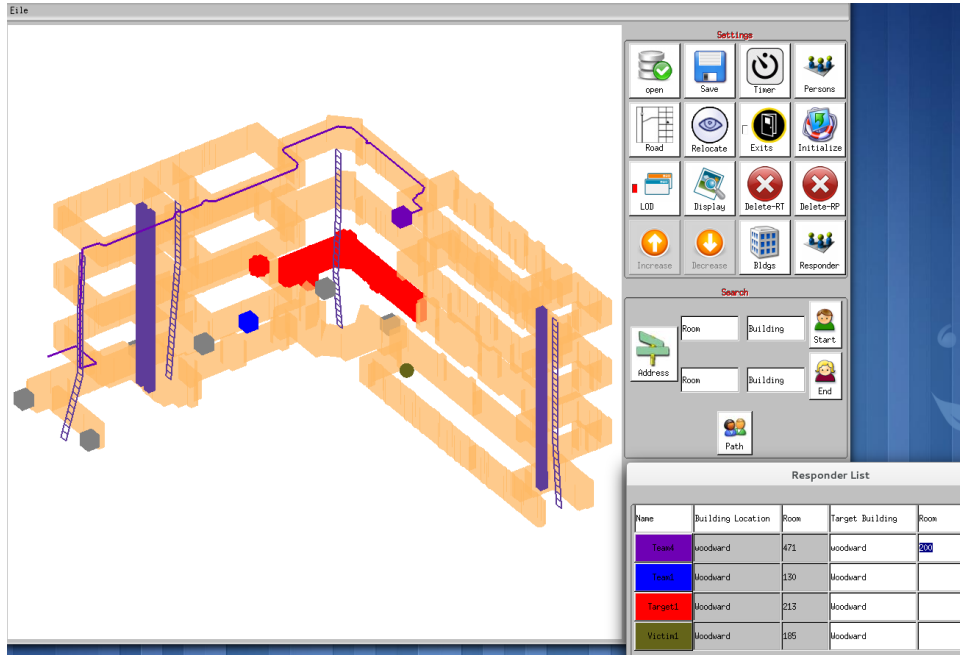 Eile
Settings
open
Save
Timer
Persons
Road
Relocate
Exits
Initialize
LOD
Display
Delete-RT
Delete-RP
Increase
Decrease
Bldgs
Responder
Search
Address
Room
Building
Start
Room
Building
End
Path
Responder List
Name Building Location Room Target Building Room
Team4 woodward 471 woodward 200
Team1 Woodward 130 Woodward
Target1 Woodward 213 Woodward
Victim1 Woodward 185 Woodward